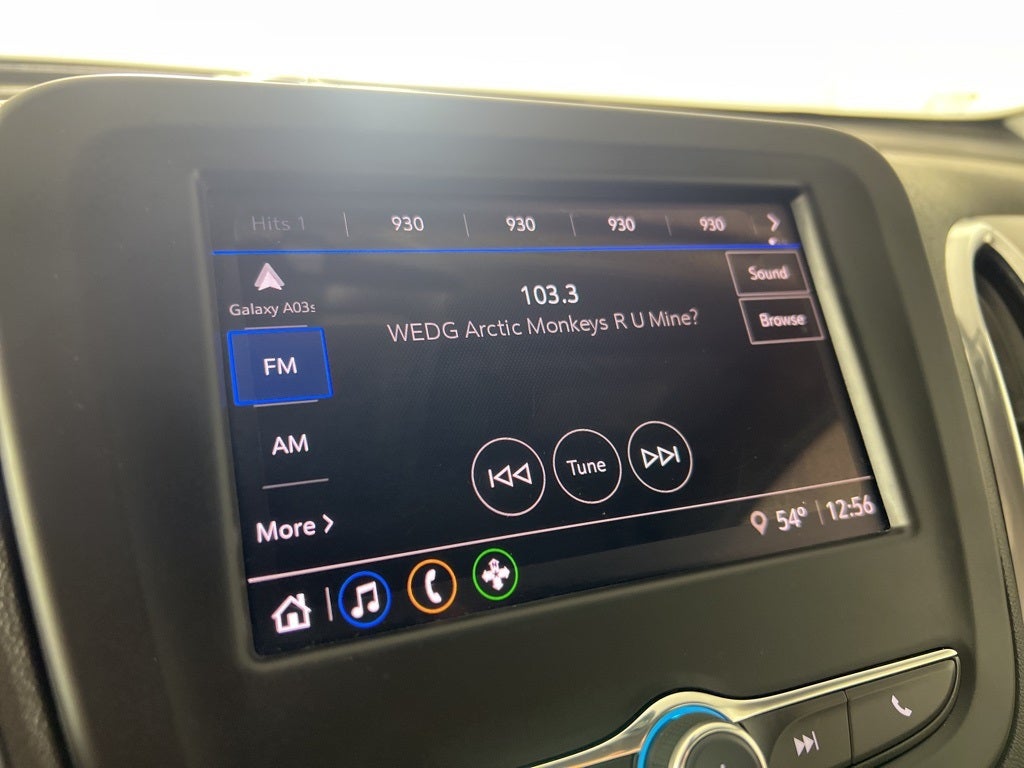 Hits 1 930 930 930 930
Galaxy A03s
FM
AM
More
103.3
WEDG Arctic Monkeys R U Mine?
Sound
Browse
Tune
54° 12:56